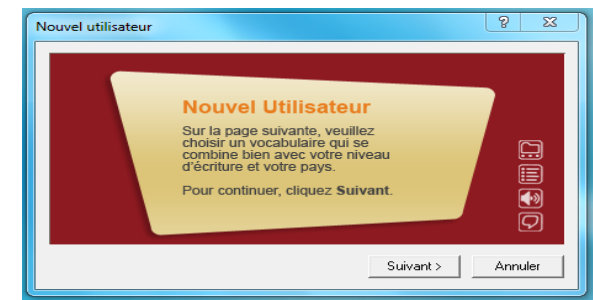 Nouvel utilisateur
Nouvel Utilisateur
Sur la page suivante, veuillez
choisir un vocabulaire qui se
combine bien avec votre niveau
d'écriture et votre pays.
Pour continuer, cliquez Suivant.
Suivant >
Annuler